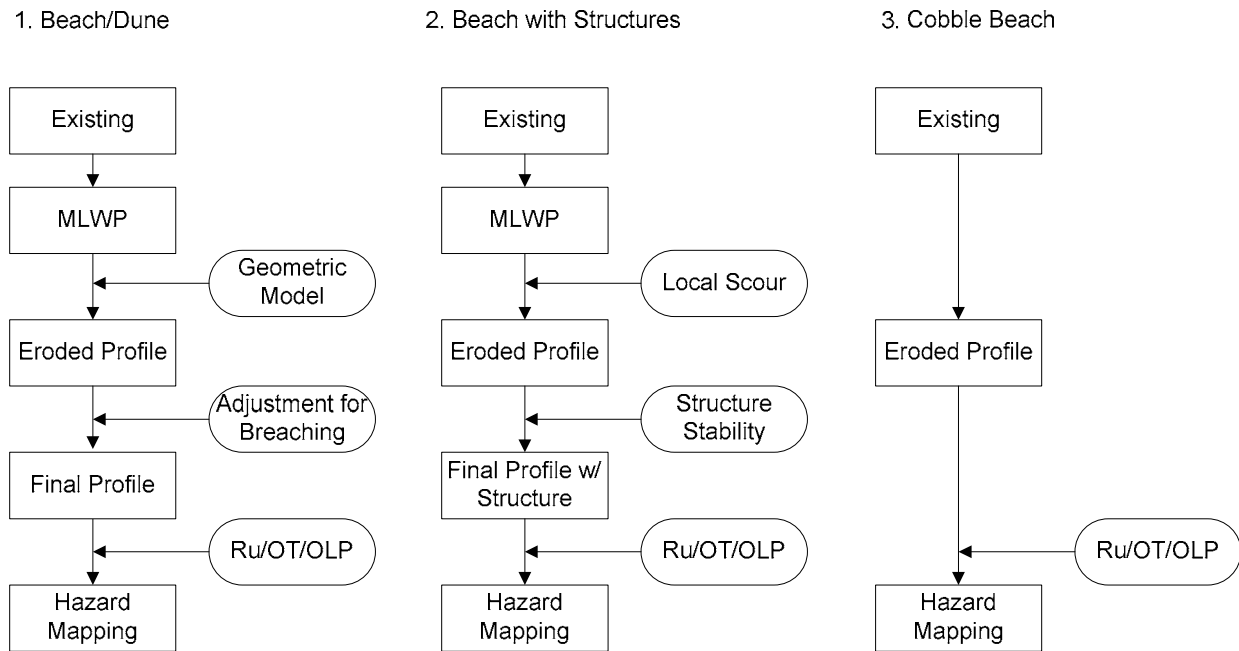 1. Beach/Dune
Existing
MLWP
Geometric
Model
Eroded Profile
Adjustment for
Breaching
Final Profile
Ru/OT/OLP
Hazard
Mapping
2. Beach with Structures
Existing
MLWP
Local Scour
Eroded Profile
Structure
Stability
Final Profile w/
Structure
Ru/OT/OLP
Hazard
Mapping
3. Cobble Beach
Existing
Eroded Profile
Ru/OT/OLP
Hazard
Mapping